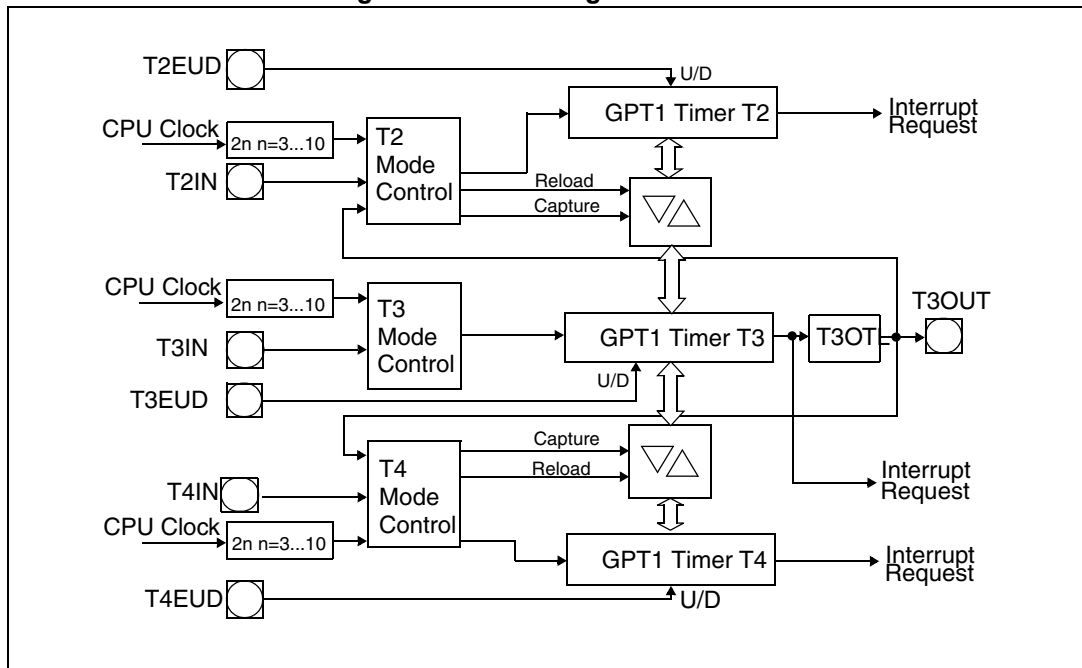 T2EUD
U/D
GPT1 Timer T2
Interrupt
Request
CPU Clock
2n n=3...10
T2
Mode
Control
T2IN
Reload
Capture
CPU Clock
2n n=3...10
T3
Mode
Control
T3OUT
GPT1 Timer T3
T3OT
T3IN
U/D
T3EUD
Capture
T4
Mode
Control
Reload
Interrupt
Request
T4IN
CPU Clock
2n n=3...10
GPT1 Timer T4
Interrupt
Request
T4EUD
U/D